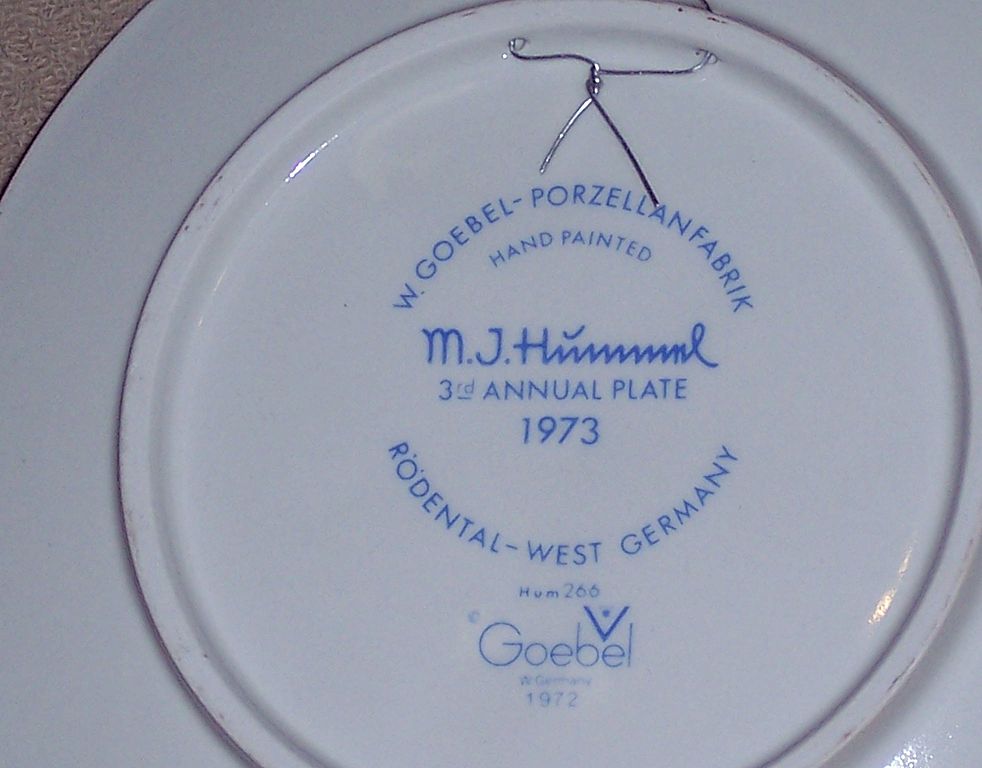 W. GOEBEL-PORZELLANFABRIK
HAND PAINTED
M.J. Hummel
3rd ANNUAL PLATE
1973
RÖDENTAL-WEST GERMANY
Hum 266
© Goebel
W.Germany
1972